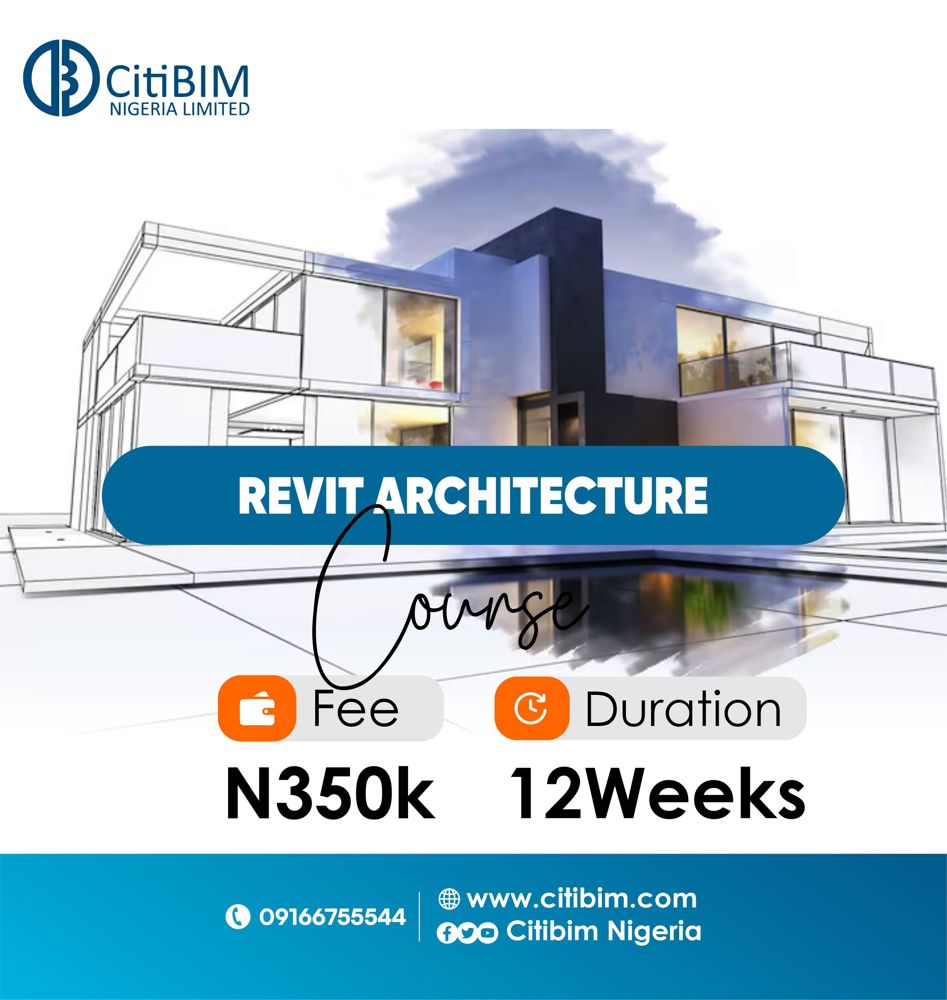 CitiBIM
NIGERIA LIMITED
REVIT ARCHITECTURE
Course
Fee
Duration
N350k
12Weeks
09166755544
www.citibim.com
Citibim Nigeria